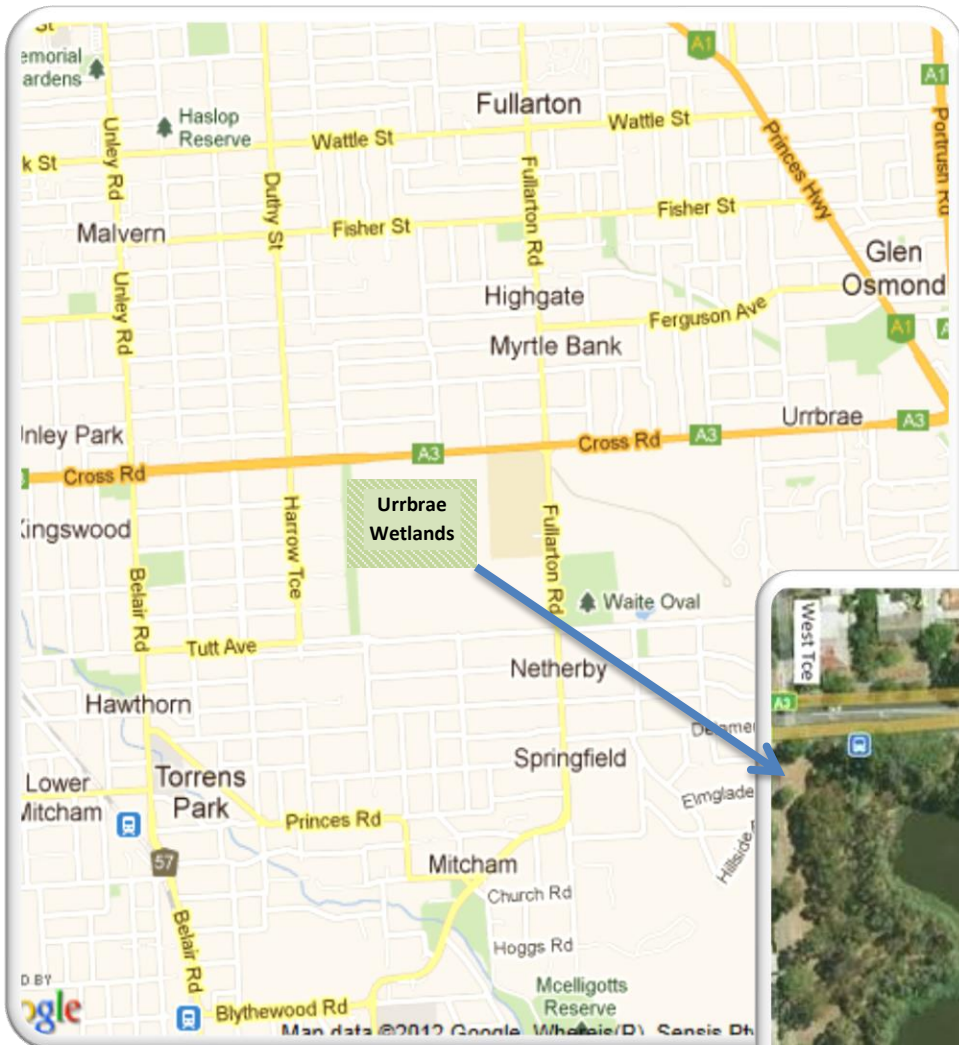 St
emorial
ardens
Haslop
Reserve
Fullarton
A1
A1
Unley Rd
Wattle St
Wattle St
k St
Duthy St
Fullarton Rd
Princes Hwy
Malvern
Fisher St
Fisher St
Glen
Osmond
Unley Rd
Highgate
Ferguson Ave
A1
Myrtle Bank
Urrbrae
nley Park
A3
Cross Rd
A3
A3
Cross Rd
Urrbrae
Wetlands
Kingswood
Harrow Tce
Fullarton Rd
Belair Rd
Waite Oval
West Tce
Tutt Ave
Netherby
A3
Hawthorn
Springfield
Lower
Mitcham
Torrens
Park
Elmglade
Princes Rd
Hillside
57
Mitcham
Church Rd
Belair Rd
Hoggs Rd
Mcelligotts
Reserve
D BY
ogle
Blythewood Rd
Map data ©2012 Google, Whereis(R), Sensis Pty